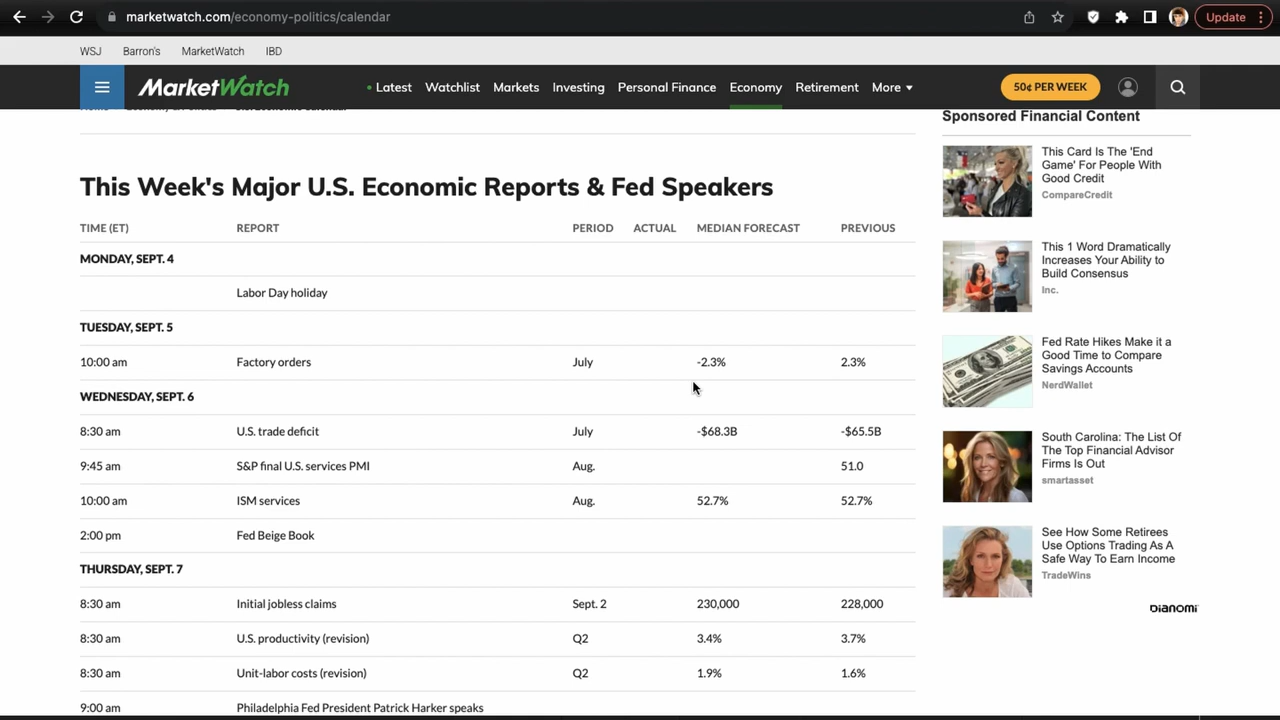 marketwatch.com/economy-politics/calendar
Update
WSJ Barron's MarketWatch IBD
MarketWatch
Latest Watchlist Markets Investing Personal Finance Economy Retirement More
50¢ PER WEEK
This Week's Major U.S. Economic Reports & Fed Speakers
TIME (ET) REPORT PERIOD ACTUAL MEDIAN FORECAST PREVIOUS
MONDAY, SEPT. 4
Labor Day holiday
TUESDAY, SEPT. 5
10:00 am Factory orders July -2.3% 2.3%
WEDNESDAY, SEPT. 6
8:30 am U.S. trade deficit July -$68.3B -$65.5B
9:45 am S&P final U.S. services PMI Aug. 51.0
10:00 am ISM services Aug. 52.7% 52.7%
2:00 pm Fed Beige Book
THURSDAY, SEPT. 7
8:30 am Initial jobless claims Sept. 2 230,000 228,000
8:30 am U.S. productivity (revision) Q2 3.4% 3.7%
8:30 am Unit-labor costs (revision) Q2 1.9% 1.6%
9:00 am Philadelphia Fed President Patrick Harker speaks
Sponsored Financial Content
This Card Is The 'End
Game' For People With
Good Credit
CompareCredit
This 1 Word Dramatically
Increases Your Ability to
Build Consensus
Inc.
Fed Rate Hikes Make it a
Good Time to Compare
Savings Accounts
NerdWallet
South Carolina: The List Of
The Top Financial Advisor
Firms Is Out
smartasset
See How Some Retirees
Use Options Trading As A
Safe Way To Earn Income
TradeWins
bianomi